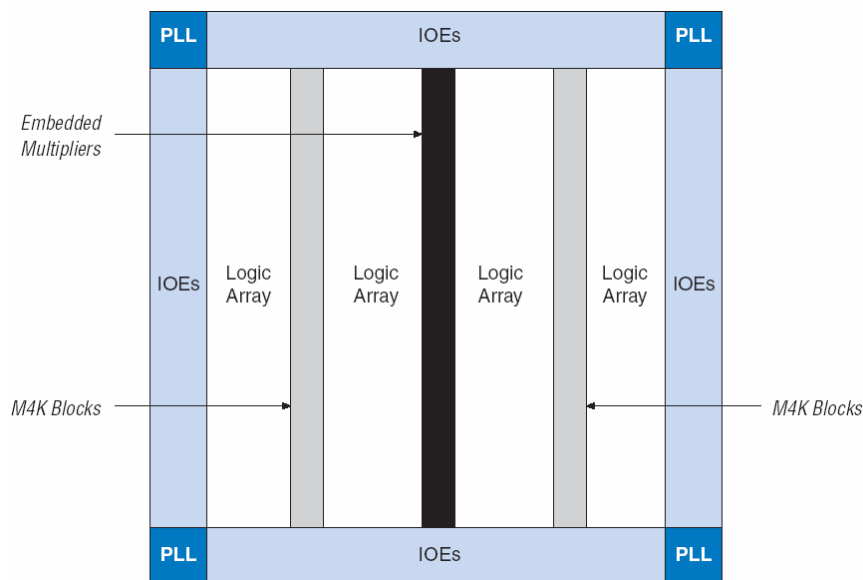 PLL
IOEs
PLL
Embedded
Multipliers
IOEs
Logic
Array
Logic
Array
Logic
Array
Logic
Array
IOEs
M4K Blocks
M4K Blocks
PLL
IOEs
PLL